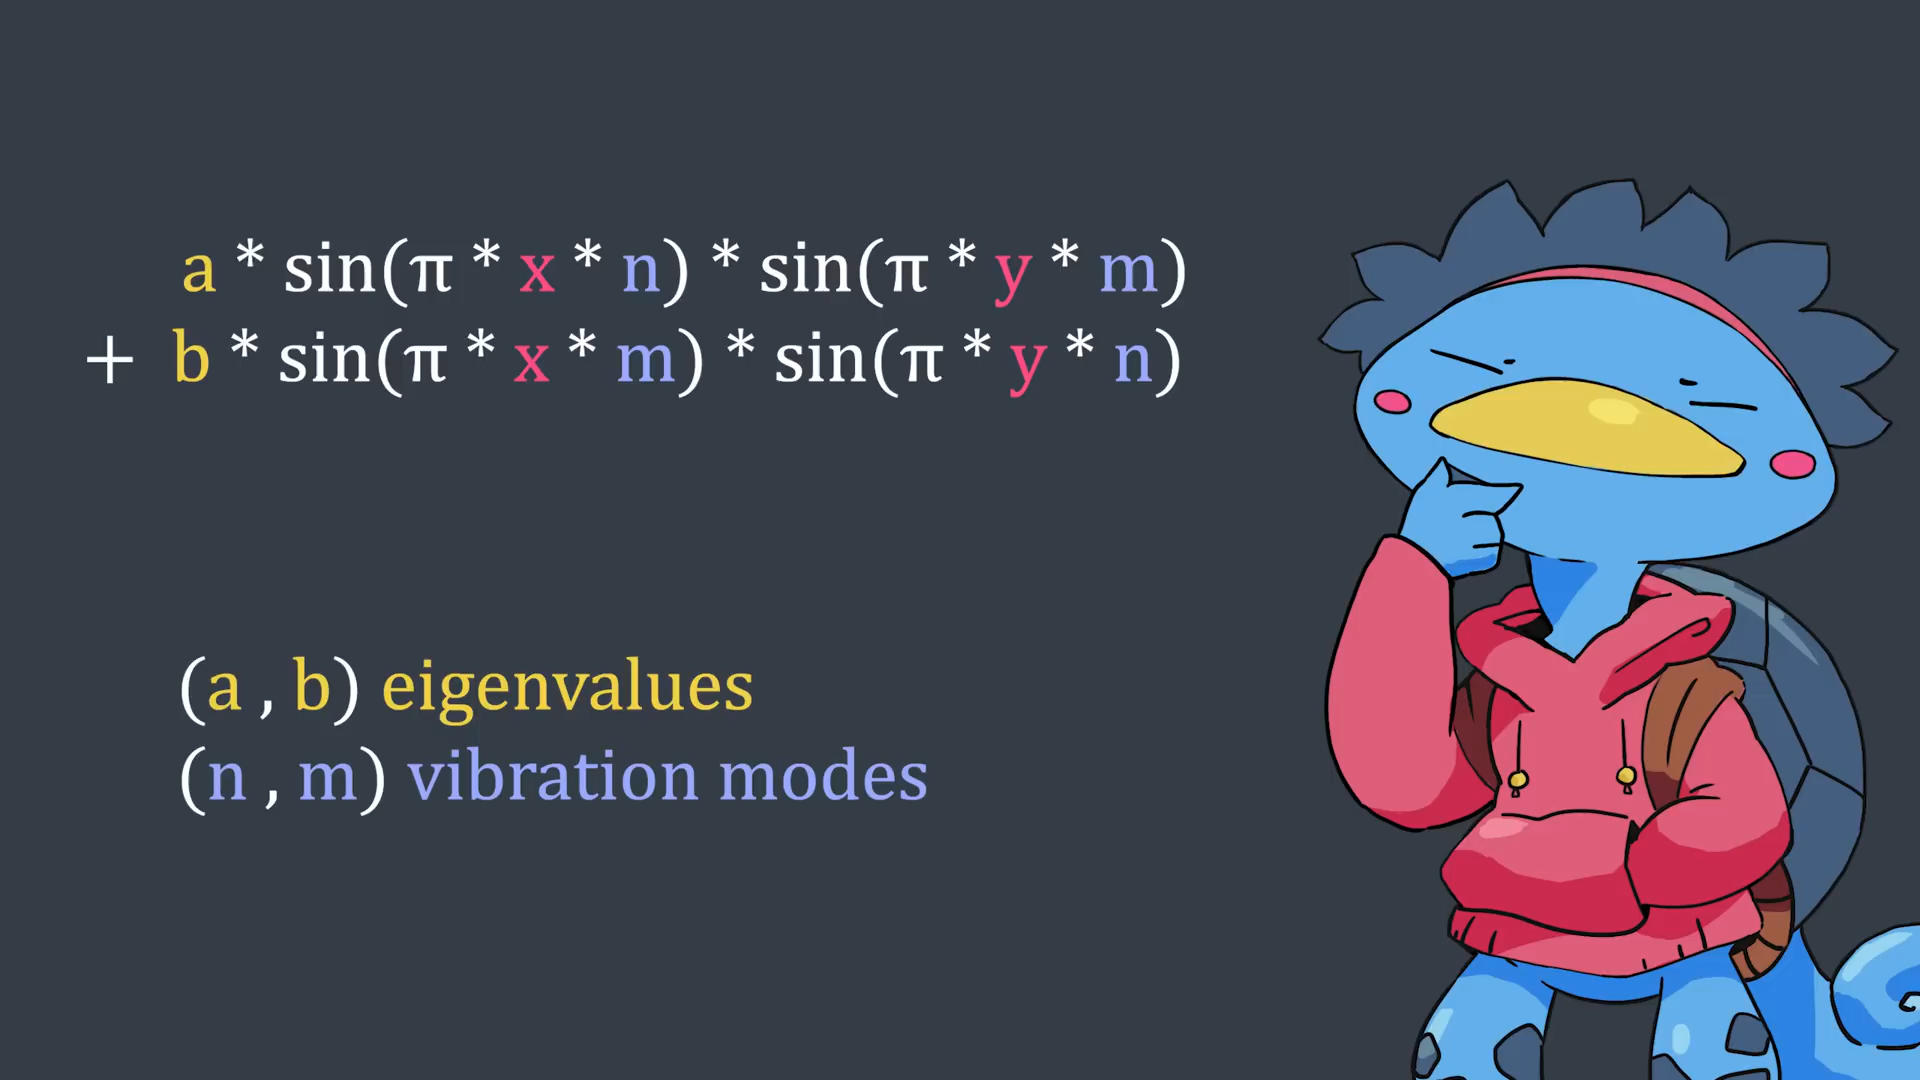 a * sin(π * x * n) * sin(π * y * m)
+ b * sin(π * x * m) * sin(π * y * n)
(a , b) eigenvalues
(n , m) vibration modes